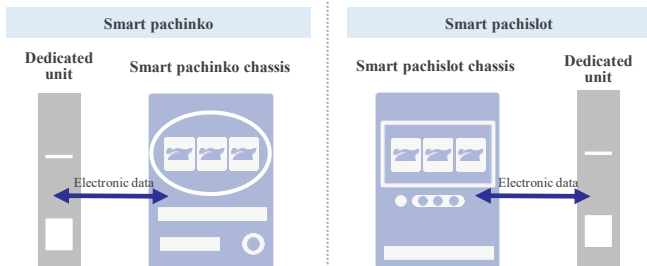 Smart pachinko
Dedicated
unit
Smart pachinko chassis
Electronic data
Smart pachislot
Smart pachislot chassis
Dedicated
unit
Electronic data